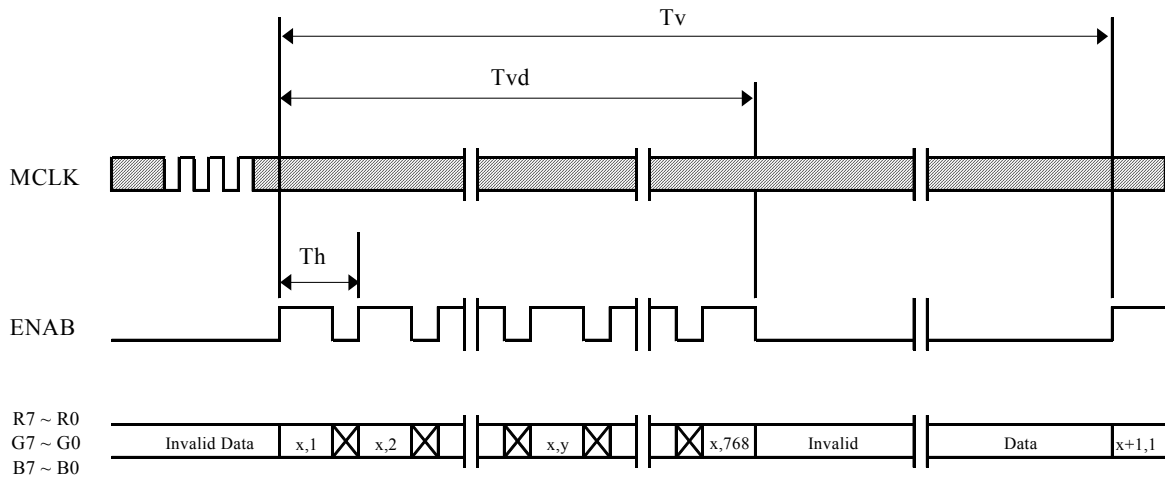 Tv
Tvd
MCLK
Th
ENAB
R7 ~ R0
G7 ~ G0
B7 ~ B0
Invalid Data
x,1
x,2
x,y
x,768
Invalid
Data
x+1,1